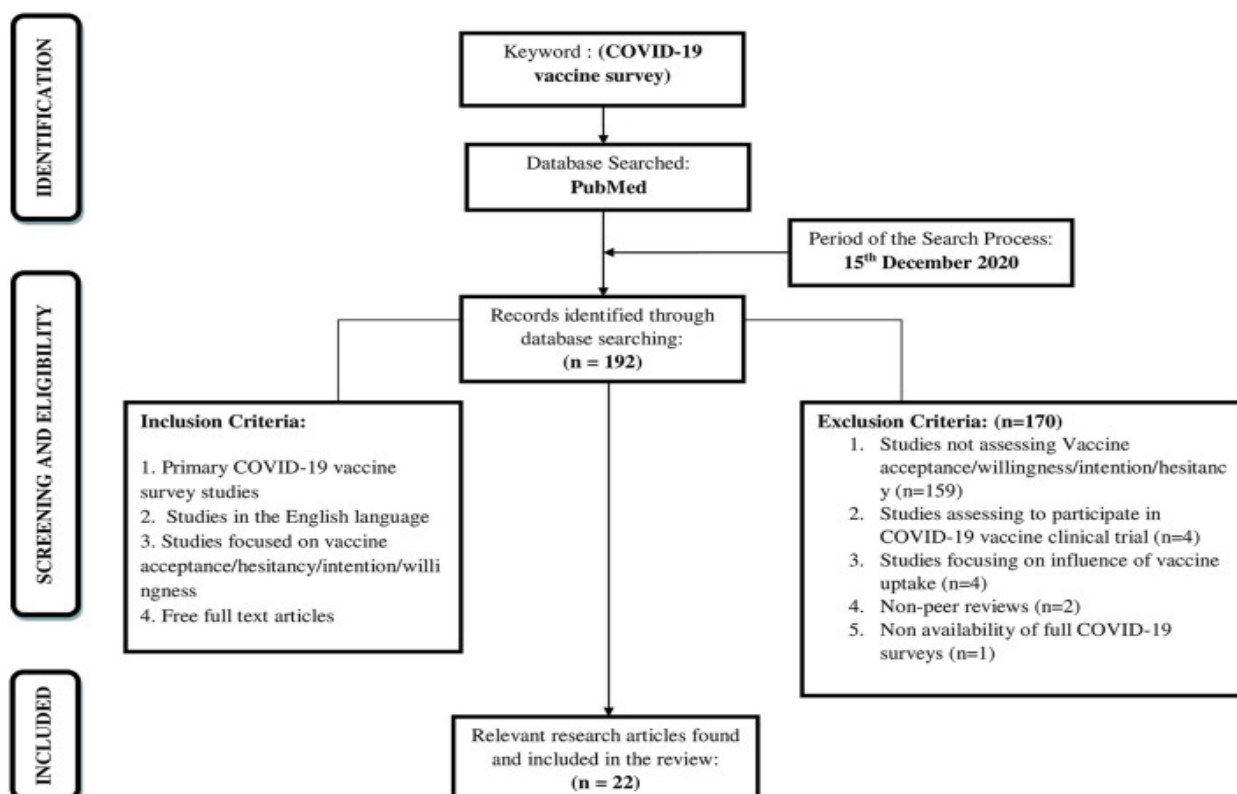 IDENTIFICATION
Keyword : (COVID-19
vaccine survey)
Database Searched:
PubMed
Period of the Search Process:
15th December 2020
SCREENING AND ELIGIBILITY
Records identified through
database searching:
(n = 192)
Inclusion Criteria:
1. Primary COVID-19 vaccine
survey studies
2. Studies in the English language
3. Studies focused on vaccine
acceptance/hesitancy/intention/willi
ngness
4. Free full text articles
Exclusion Criteria: (n=170)
1. Studies not assessing Vaccine
acceptance/willingness/intention/hesitanc
y (n=159)
2. Studies assessing to participate in
COVID-19 vaccine clinical trial (n=4)
3. Studies focusing on influence of vaccine
uptake (n=4)
4. Non-peer reviews (n=2)
5. Non availability of full COVID-19
surveys (n=1)
INCLUDED
Relevant research articles found
and included in the review:
(n = 22)